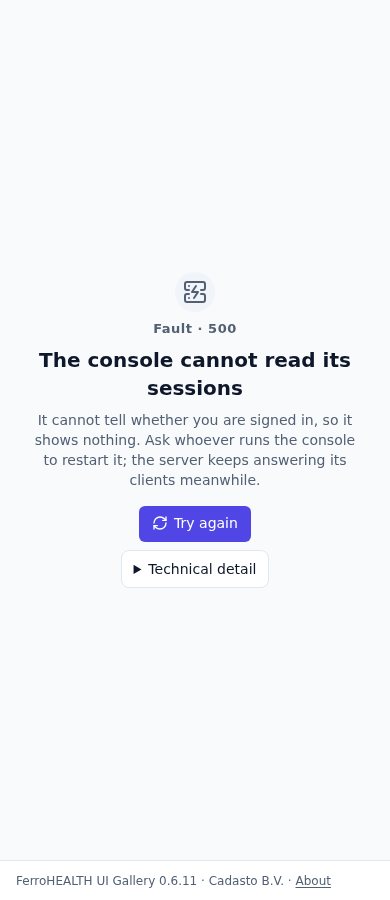 Fault · 500
The console cannot read its
sessions
It cannot tell whether you are signed in, so it
shows nothing. Ask whoever runs the console
to restart it; the server keeps answering its
clients meanwhile.
Try again
Technical detail
FerroHEALTH UI Gallery 0.6.11 · Cadasto B.V. · About